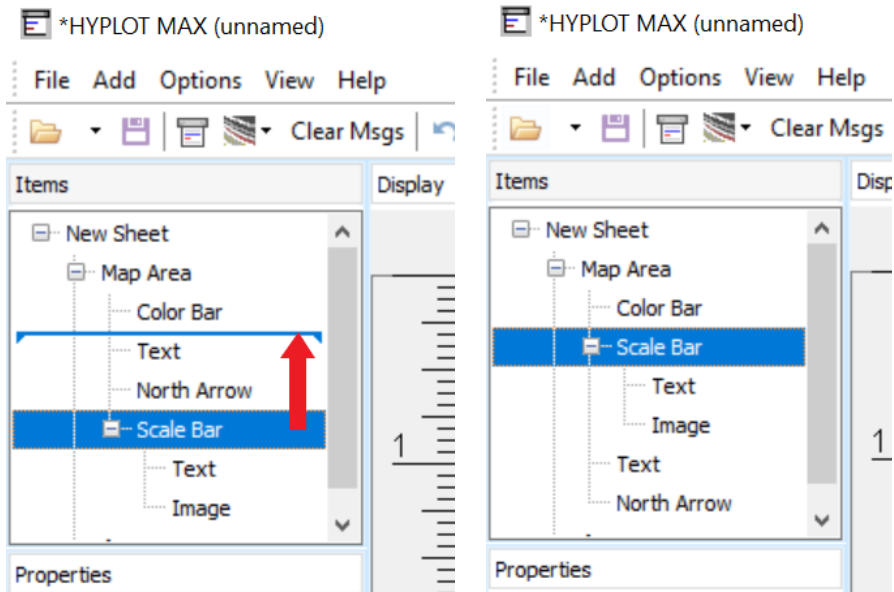 *HYPLOT MAX (unnamed)
File Add Options View Help
Clear Msgs
Items
Display
New Sheet
Map Area
Color Bar
Text
North Arrow
Scale Bar
Text
Image
1
Properties
*HYPLOT MAX (unnamed)
File Add Options View Help
Clear Msgs
Items
Disp
New Sheet
Map Area
Color Bar
Scale Bar
Text
Image
Text
North Arrow
1
Properties